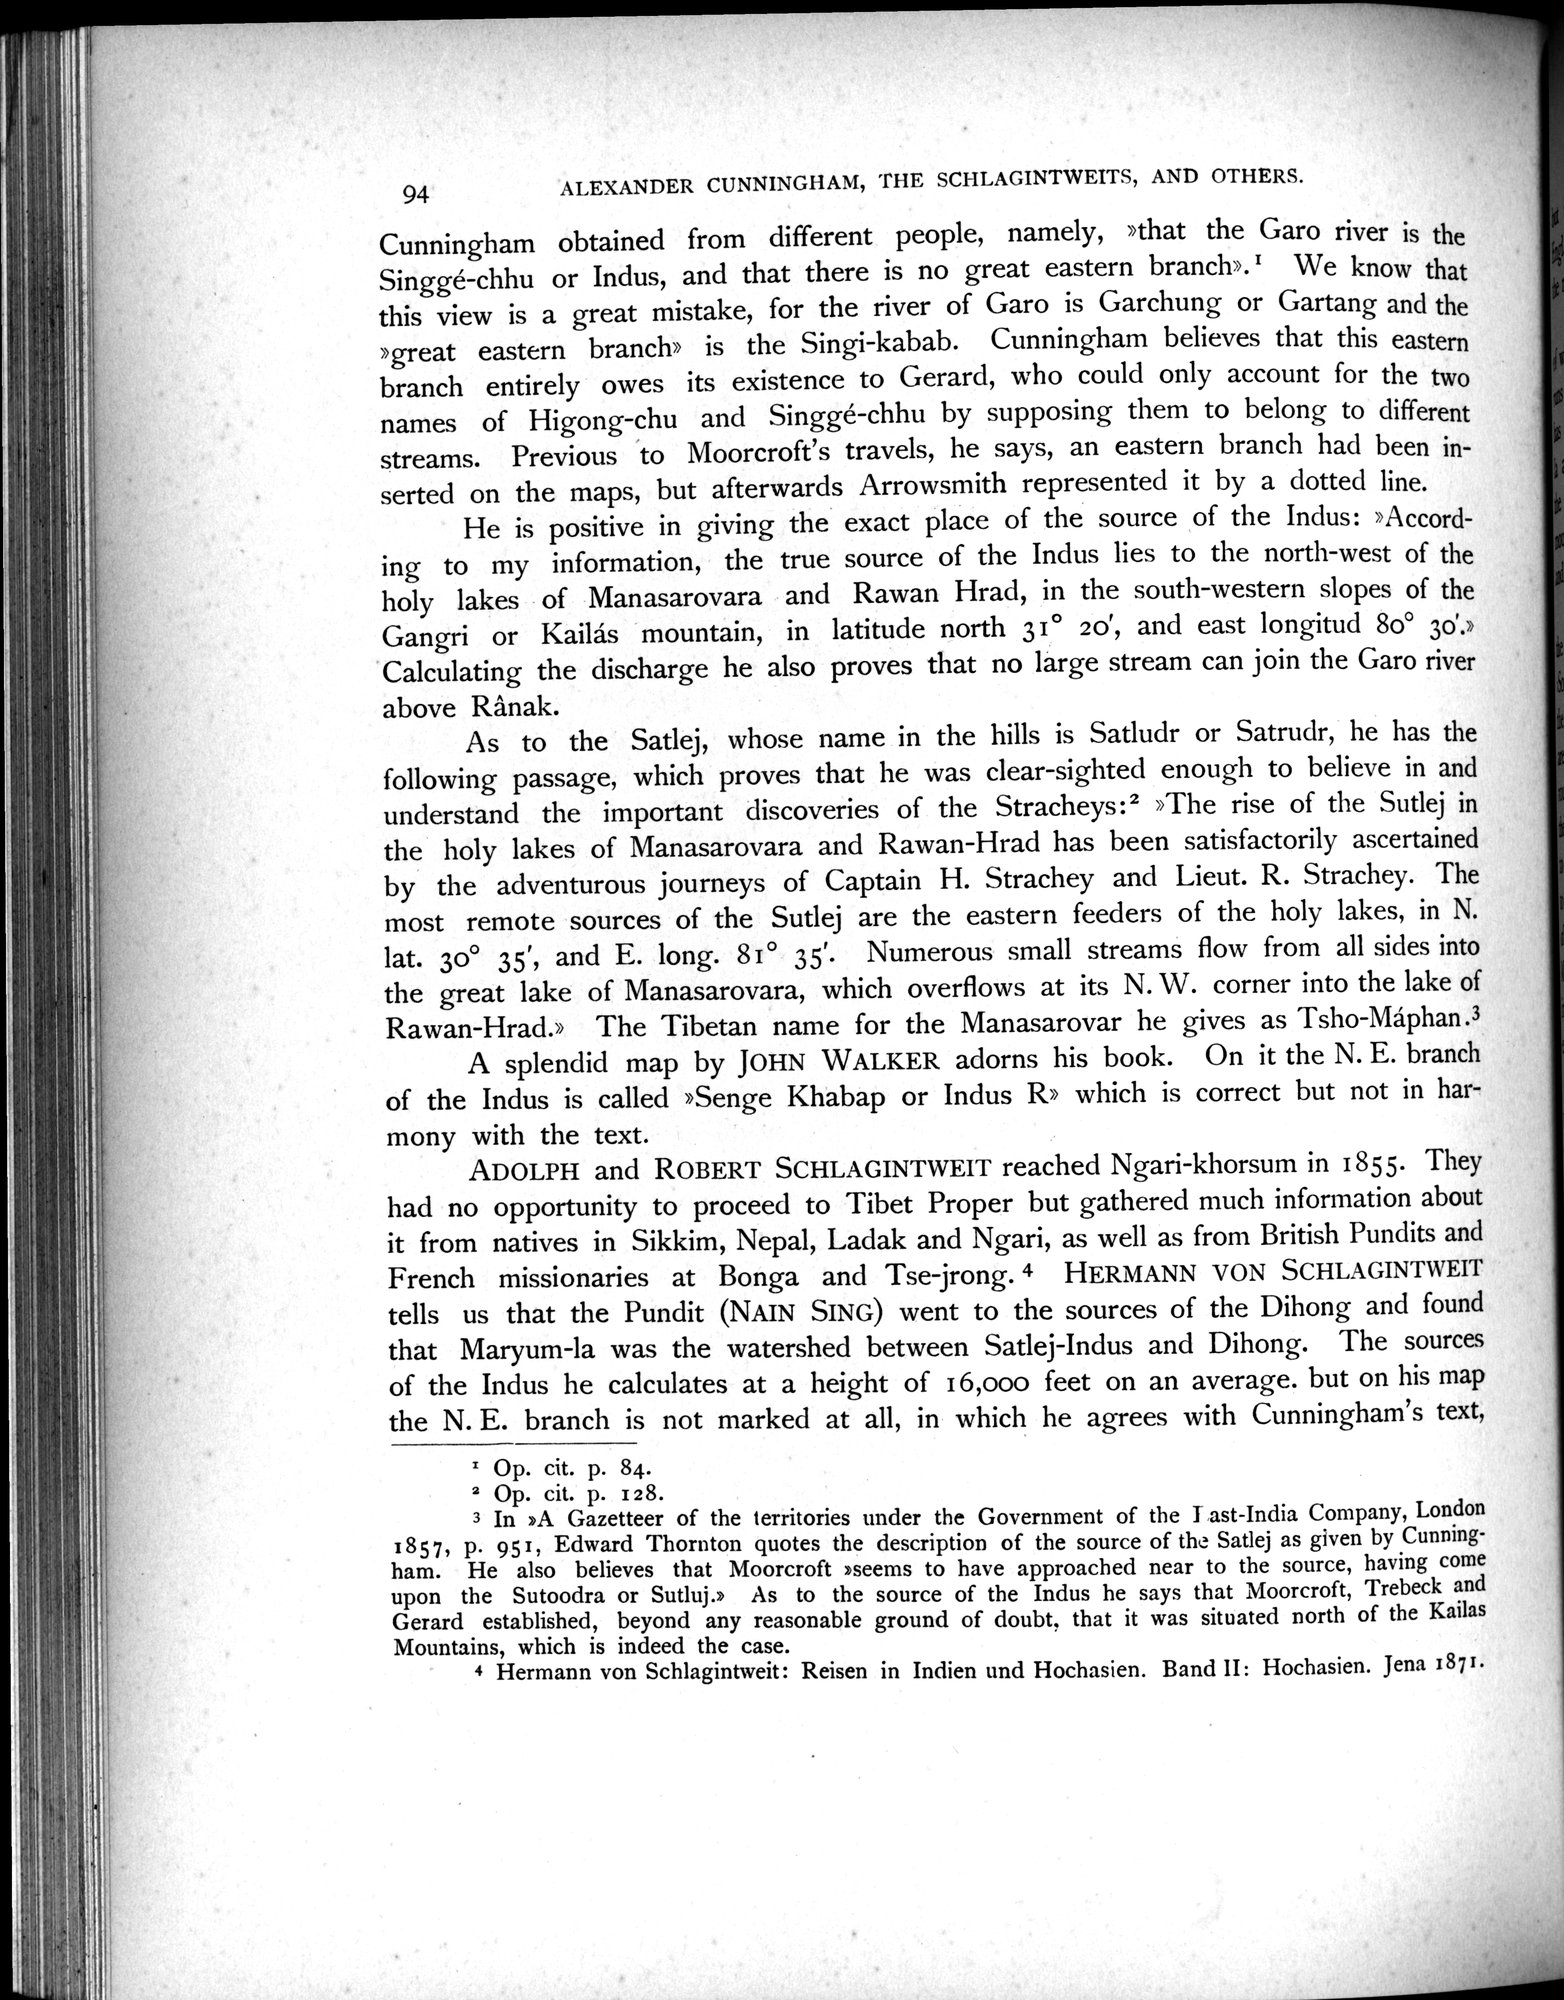 94 ALEXANDER CUNNINGHAM, THE SCHLAGINTWEITS, AND OTHERS.
Cunningham obtained from different people, namely, »that the Garo river is the
Singgé-chhu or Indus, and that there is no great eastern branch».¹ We know that
this view is a great mistake, for the river of Garo is Garchung or Gartang and the
»great eastern branch» is the Singi-kabab. Cunningham believes that this eastern
branch entirely owes its existence to Gerard, who could only account for the two
names of Higong-chu and Singgé-chhu by supposing them to belong to different
streams. Previous to Moorcroft's travels, he says, an eastern branch had been in-
serted on the maps, but afterwards Arrowsmith represented it by a dotted line.
He is positive in giving the exact place of the source of the Indus: »Accord-
ing to my information, the true source of the Indus lies to the north-west of the
holy lakes of Manasarovara and Rawan Hrad, in the south-western slopes of the
Gangri or Kailás mountain, in latitude north 31° 20', and east longitud 80° 30'.»
Calculating the discharge he also proves that no large stream can join the Garo river
above Rânak.
As to the Satlej, whose name in the hills is Satludr or Satrudr, he has the
following passage, which proves that he was clear-sighted enough to believe in and
understand the important discoveries of the Stracheys:² »The rise of the Sutlej in
the holy lakes of Manasarovara and Rawan-Hrad has been satisfactorily ascertained
by the adventurous journeys of Captain H. Strachey and Lieut. R. Strachey. The
most remote sources of the Sutlej are the eastern feeders of the holy lakes, in N.
lat. 30° 35', and E. long. 81° 35'. Numerous small streams flow from all sides into
the great lake of Manasarovara, which overflows at its N. W. corner into the lake of
Rawan-Hrad.» The Tibetan name for the Manasarovar he gives as Tsho-Máphan.³
A splendid map by JOHN WALKER adorns his book. On it the N. E. branch
of the Indus is called »Senge Khabap or Indus R» which is correct but not in har-
mony with the text.
ADOLPH and ROBERT SCHLAGINTWEIT reached Ngari-khorsum in 1855. They
had no opportunity to proceed to Tibet Proper but gathered much information about
it from natives in Sikkim, Nepal, Ladak and Ngari, as well as from British Pundits and
French missionaries at Bonga and Tse-jrong.⁴ HERMANN VON SCHLAGINTWEIT
tells us that the Pundit (NAIN SING) went to the sources of the Dihong and found
that Maryum-la was the watershed between Satlej-Indus and Dihong. The sources
of the Indus he calculates at a height of 16,000 feet on an average. but on his map
the N. E. branch is not marked at all, in which he agrees with Cunningham's text,
¹ Op. cit. p. 84.
² Op. cit. p. 128.
³ In »A Gazetteer of the territories under the Government of the East-India Company, London
1857, p. 951, Edward Thornton quotes the description of the source of the Satlej as given by Cunning-
ham. He also believes that Moorcroft »seems to have approached near to the source, having come
upon the Sutoodra or Sutluj.» As to the source of the Indus he says that Moorcroft, Trebeck and
Gerard established, beyond any reasonable ground of doubt, that it was situated north of the Kailas
Mountains, which is indeed the case.
⁴ Hermann von Schlagintweit: Reisen in Indien und Hochasien. Band II: Hochasien. Jena 1871.